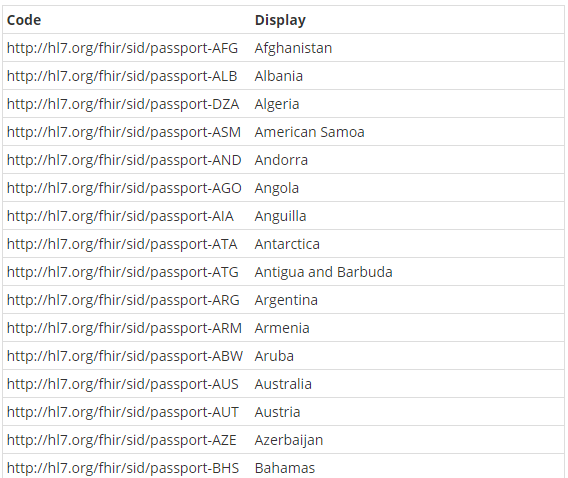 Code Display
http://hl7.org/fhir/sid/passport-AFG Afghanistan
http://hl7.org/fhir/sid/passport-ALB Albania
http://hl7.org/fhir/sid/passport-DZA Algeria
http://hl7.org/fhir/sid/passport-ASM American Samoa
http://hl7.org/fhir/sid/passport-AND Andorra
http://hl7.org/fhir/sid/passport-AGO Angola
http://hl7.org/fhir/sid/passport-AIA Anguilla
http://hl7.org/fhir/sid/passport-ATA Antarctica
http://hl7.org/fhir/sid/passport-ATG Antigua and Barbuda
http://hl7.org/fhir/sid/passport-ARG Argentina
http://hl7.org/fhir/sid/passport-ARM Armenia
http://hl7.org/fhir/sid/passport-ABW Aruba
http://hl7.org/fhir/sid/passport-AUS Australia
http://hl7.org/fhir/sid/passport-AUT Austria
http://hl7.org/fhir/sid/passport-AZE Azerbaijan
http://hl7.org/fhir/sid/passport-BHS Bahamas